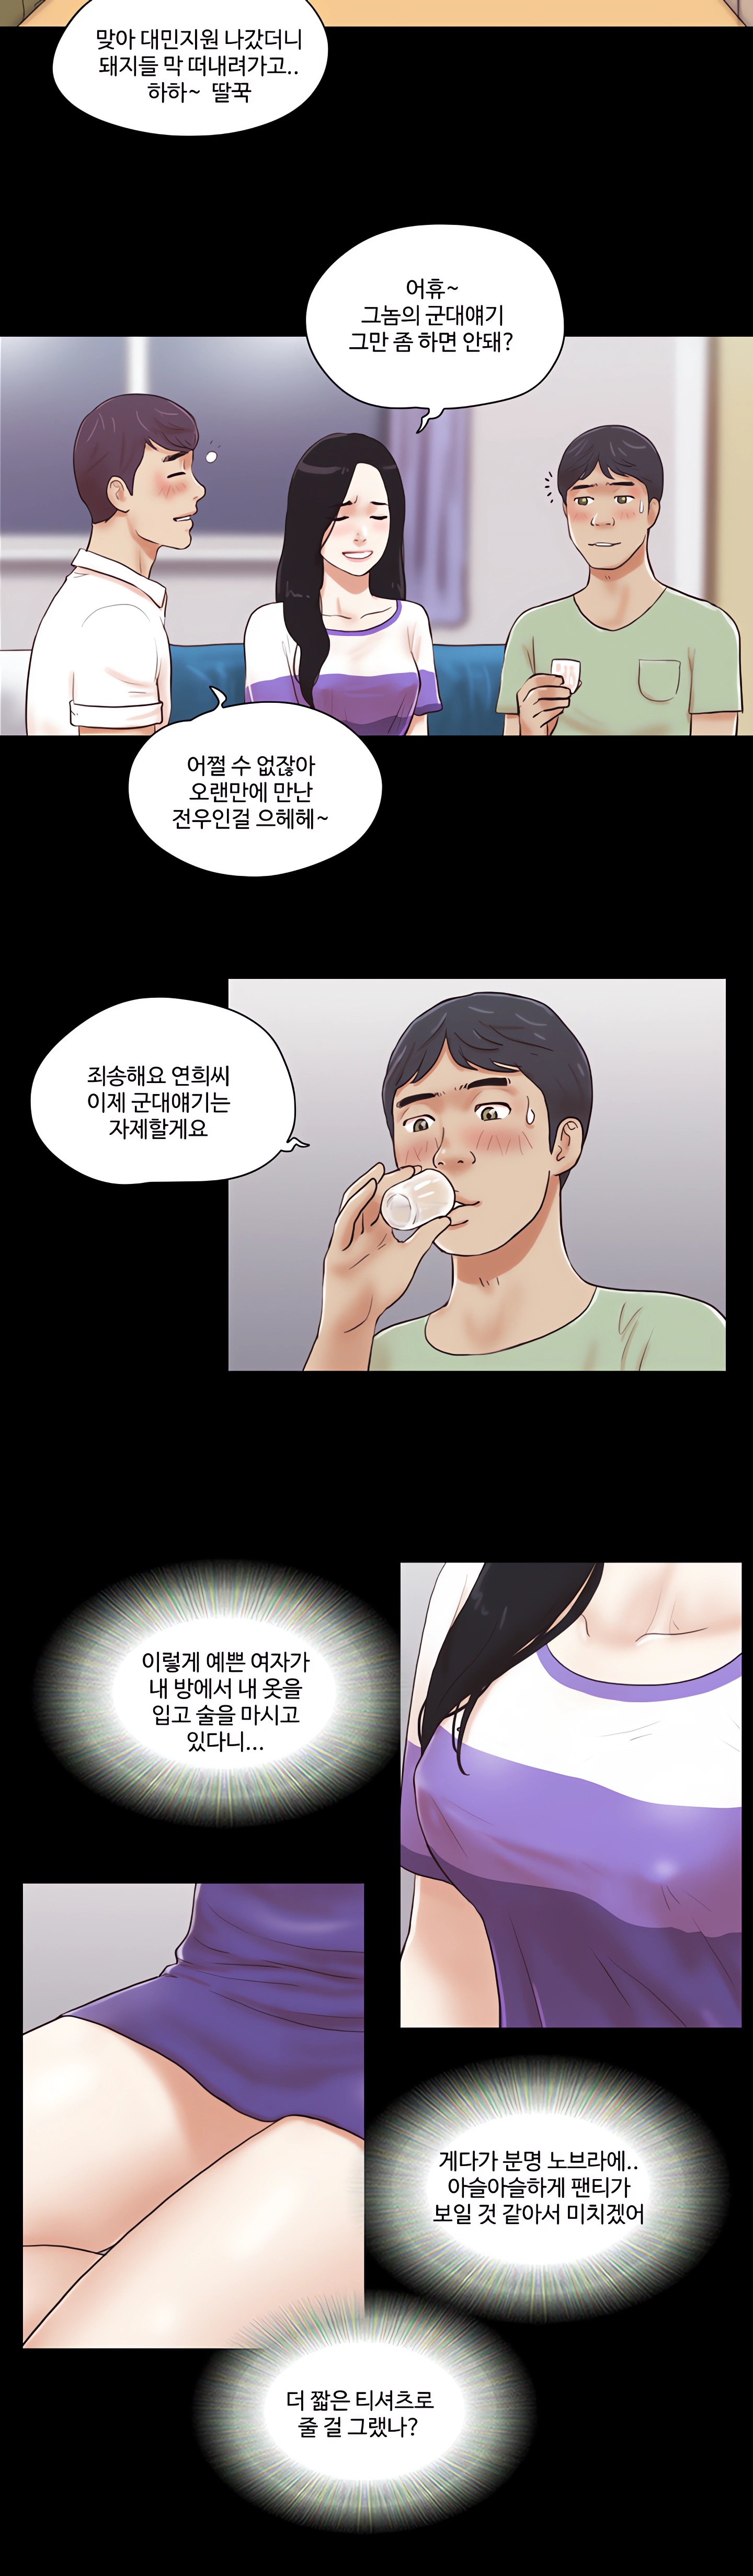 맞아 대민지원 나갔더니
돼지들 막 떠내려가고..
하하~ 딸꾹
어휴~
그놈의 군대얘기
그만 좀 하면 안돼?
어쩔 수 없잖아
오랜만에 만난
전우인걸 으헤헤~
죄송해요 연희씨
이제 군대얘기는
자제할게요
이렇게 예쁜 여자가
내 방에서 내 옷을
입고 술을 마시고
있다니...
게다가 분명 노브라에..
아슬아슬하게 팬티가
보일 것 같아서 미치겠어
더 짧은 티셔츠로
줄 걸 그랬나?